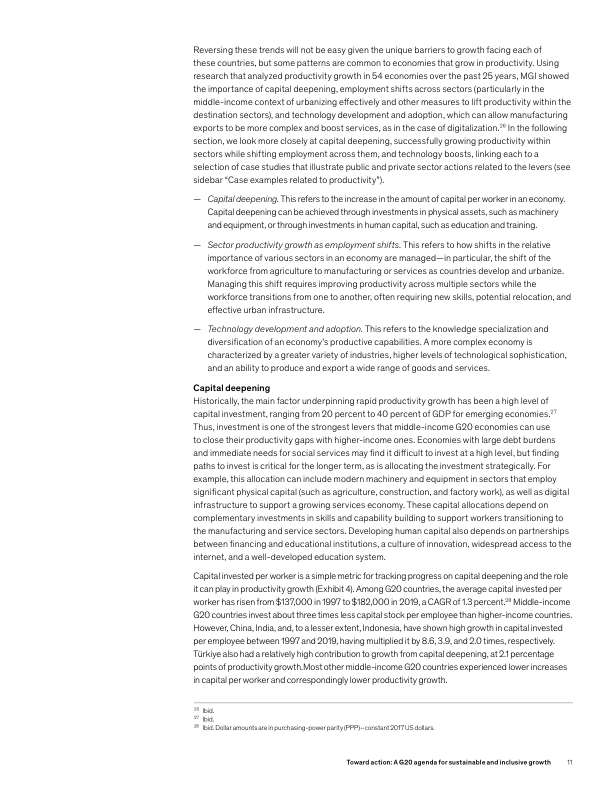 Reversing these trends will not be easy given the unique barriers to growth facing each of
these countries, but some patterns are common to economies that grow in productivity. Using
research that analyzed productivity growth in 54 economies over the past 25 years, MGI showed
the importance of capital deepening, employment shifts across sectors (particularly in the
middle-income context of urbanizing effectively and other measures to lift productivity within the
destination sectors), and technology development and adoption, which can allow manufacturing
exports to be more complex and boost services, as in the case of digitalization.26 In the following
section, we look more closely at capital deepening, successfully growing productivity within
sectors while shifting employment across them, and technology boosts, linking each to a
selection of case studies that illustrate public and private sector actions related to the levers (see
sidebar “Case examples related to productivity”).
— Capital deepening. This refers to the increase in the amount of capital per worker in an economy.
Capital deepening can be achieved through investments in physical assets, such as machinery
and equipment, or through investments in human capital, such as education and training.
— Sector productivity growth as employment shifts. This refers to how shifts in the relative
importance of various sectors in an economy are managed—in particular, the shift of the
workforce from agriculture to manufacturing or services as countries develop and urbanize.
Managing this shift requires improving productivity across multiple sectors while the
workforce transitions from one to another, often requiring new skills, potential relocation, and
effective urban infrastructure.
— Technology development and adoption. This refers to the knowledge specialization and
diversification of an economy’s productive capabilities. A more complex economy is
characterized by a greater variety of industries, higher levels of technological sophistication,
and an ability to produce and export a wide range of goods and services.
Capital deepening
Historically, the main factor underpinning rapid productivity growth has been a high level of
capital investment, ranging from 20 percent to 40 percent of GDP for emerging economies.27
Thus, investment is one of the strongest levers that middle-income G20 economies can use
to close their productivity gaps with higher-income ones. Economies with large debt burdens
and immediate needs for social services may find it difficult to invest at a high level, but finding
paths to invest is critical for the longer term, as is allocating the investment strategically. For
example, this allocation can include modern machinery and equipment in sectors that employ
significant physical capital (such as agriculture, construction, and factory work), as well as digital
infrastructure to support a growing services economy. These capital allocations depend on
complementary investments in skills and capability building to support workers transitioning to
the manufacturing and service sectors. Developing human capital also depends on partnerships
between financing and educational institutions, a culture of innovation, widespread access to the
internet, and a well-developed education system.
Capital invested per worker is a simple metric for tracking progress on capital deepening and the role
it can play in productivity growth (Exhibit 4). Among G20 countries, the average capital invested per
worker has risen from $137,000 in 1997 to $182,000 in 2019, a CAGR of 1.3 percent.28 Middle-income
G20 countries invest about three times less capital stock per employee than higher-income countries.
However, China, India, and, to a lesser extent, Indonesia, have shown high growth in capital invested
per employee between 1997 and 2019, having multiplied it by 8.6, 3.9, and 2.0 times, respectively.
Türkiye also had a relatively high contribution to growth from capital deepening, at 2.1 percentage
points of productivity growth.Most other middle-income G20 countries experienced lower increases
in capital per worker and correspondingly lower productivity growth.
26 Ibid.
27 Ibid.
28 Ibid. Dollar amounts are in purchasing-power parity (PPP)–constant 2017 US dollars.
Toward action: A G20 agenda for sustainable and inclusive growth 11